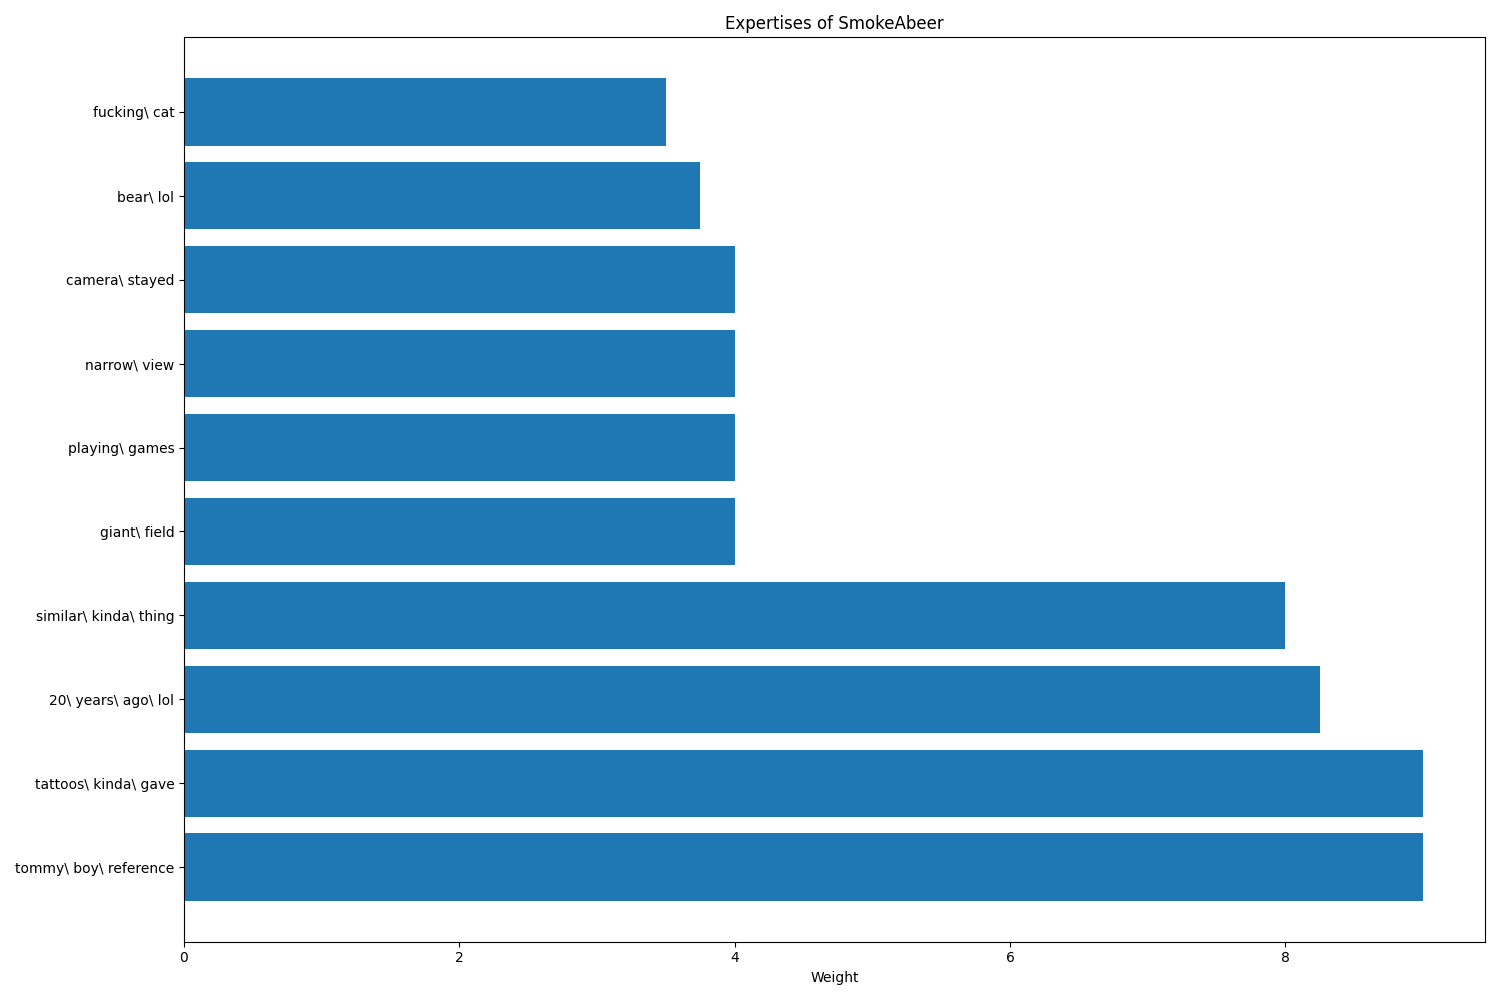 Expertises of SmokeAbeer
fucking\ cat
bear\ lol
camera\ stayed
narrow\ view
playing\ games
giant\ field
similar\ kinda\ thing
20\ years\ ago\ lol
tattoos\ kinda\ gave
tommy\ boy\ reference
0 2 4 6 8
Weight